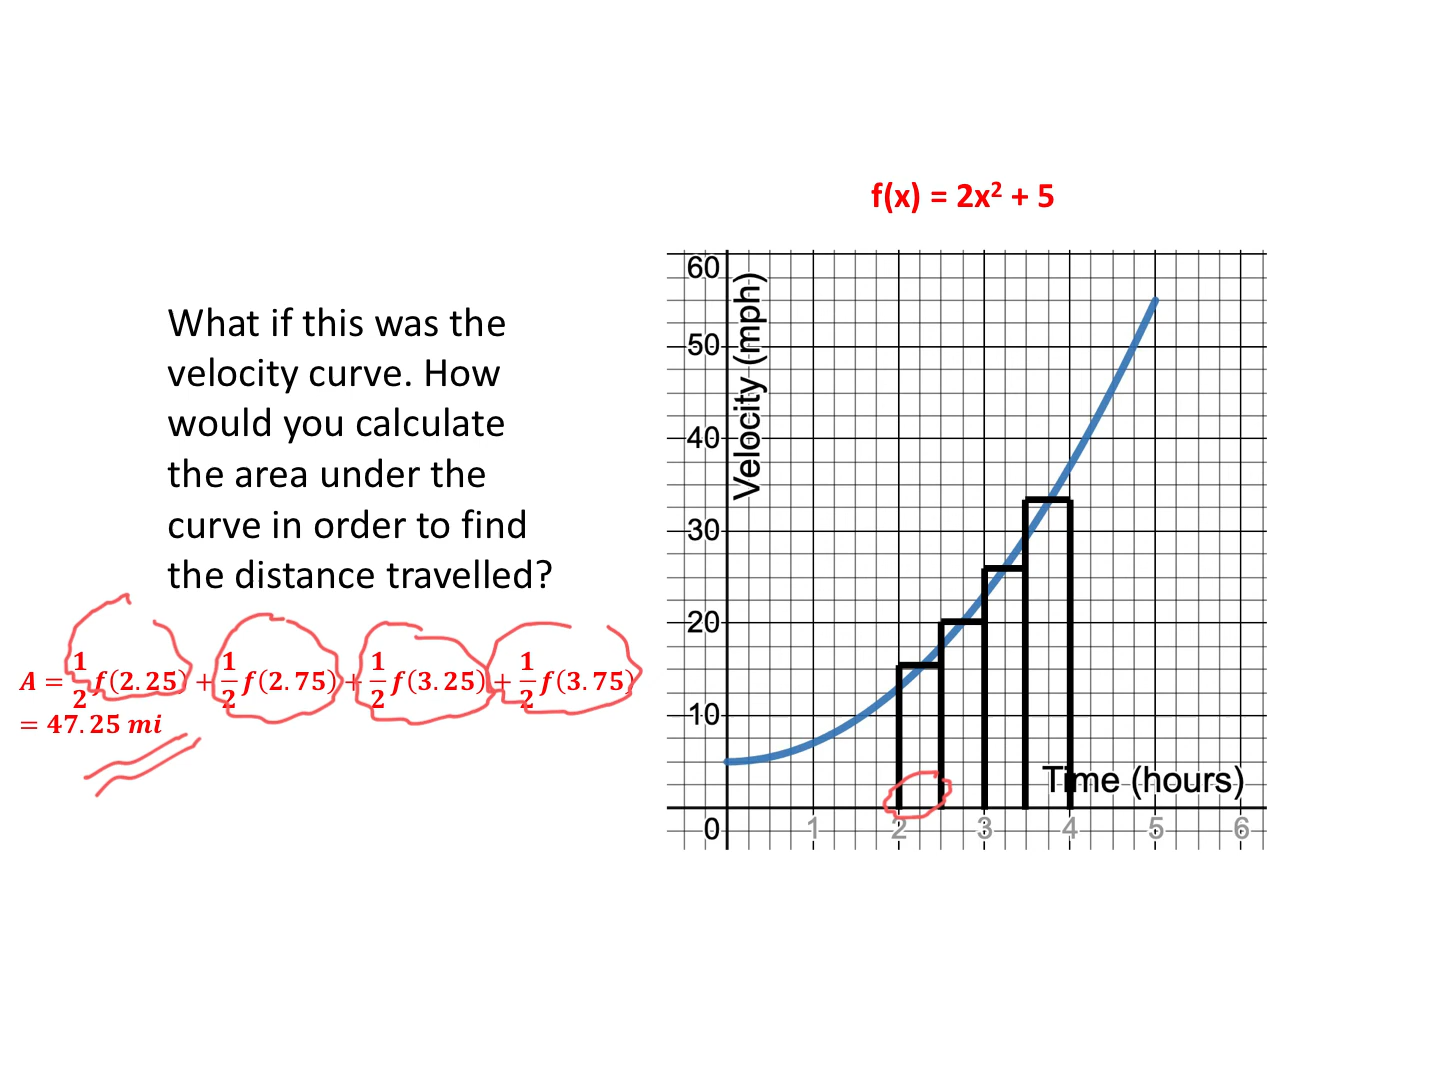 f(x) = 2x² + 5
What if this was the
velocity curve. How
would you calculate
the area under the
curve in order to find
the distance travelled?
A = 1/2 f(2.25) + 1/2 f(2.75) + 1/2 f(3.25) + 1/2 f(3.75)
= 47.25 mi
60
50
40
30
20
10
0
Velocity (mph)
Time (hours)
1 2 3 4 5 6